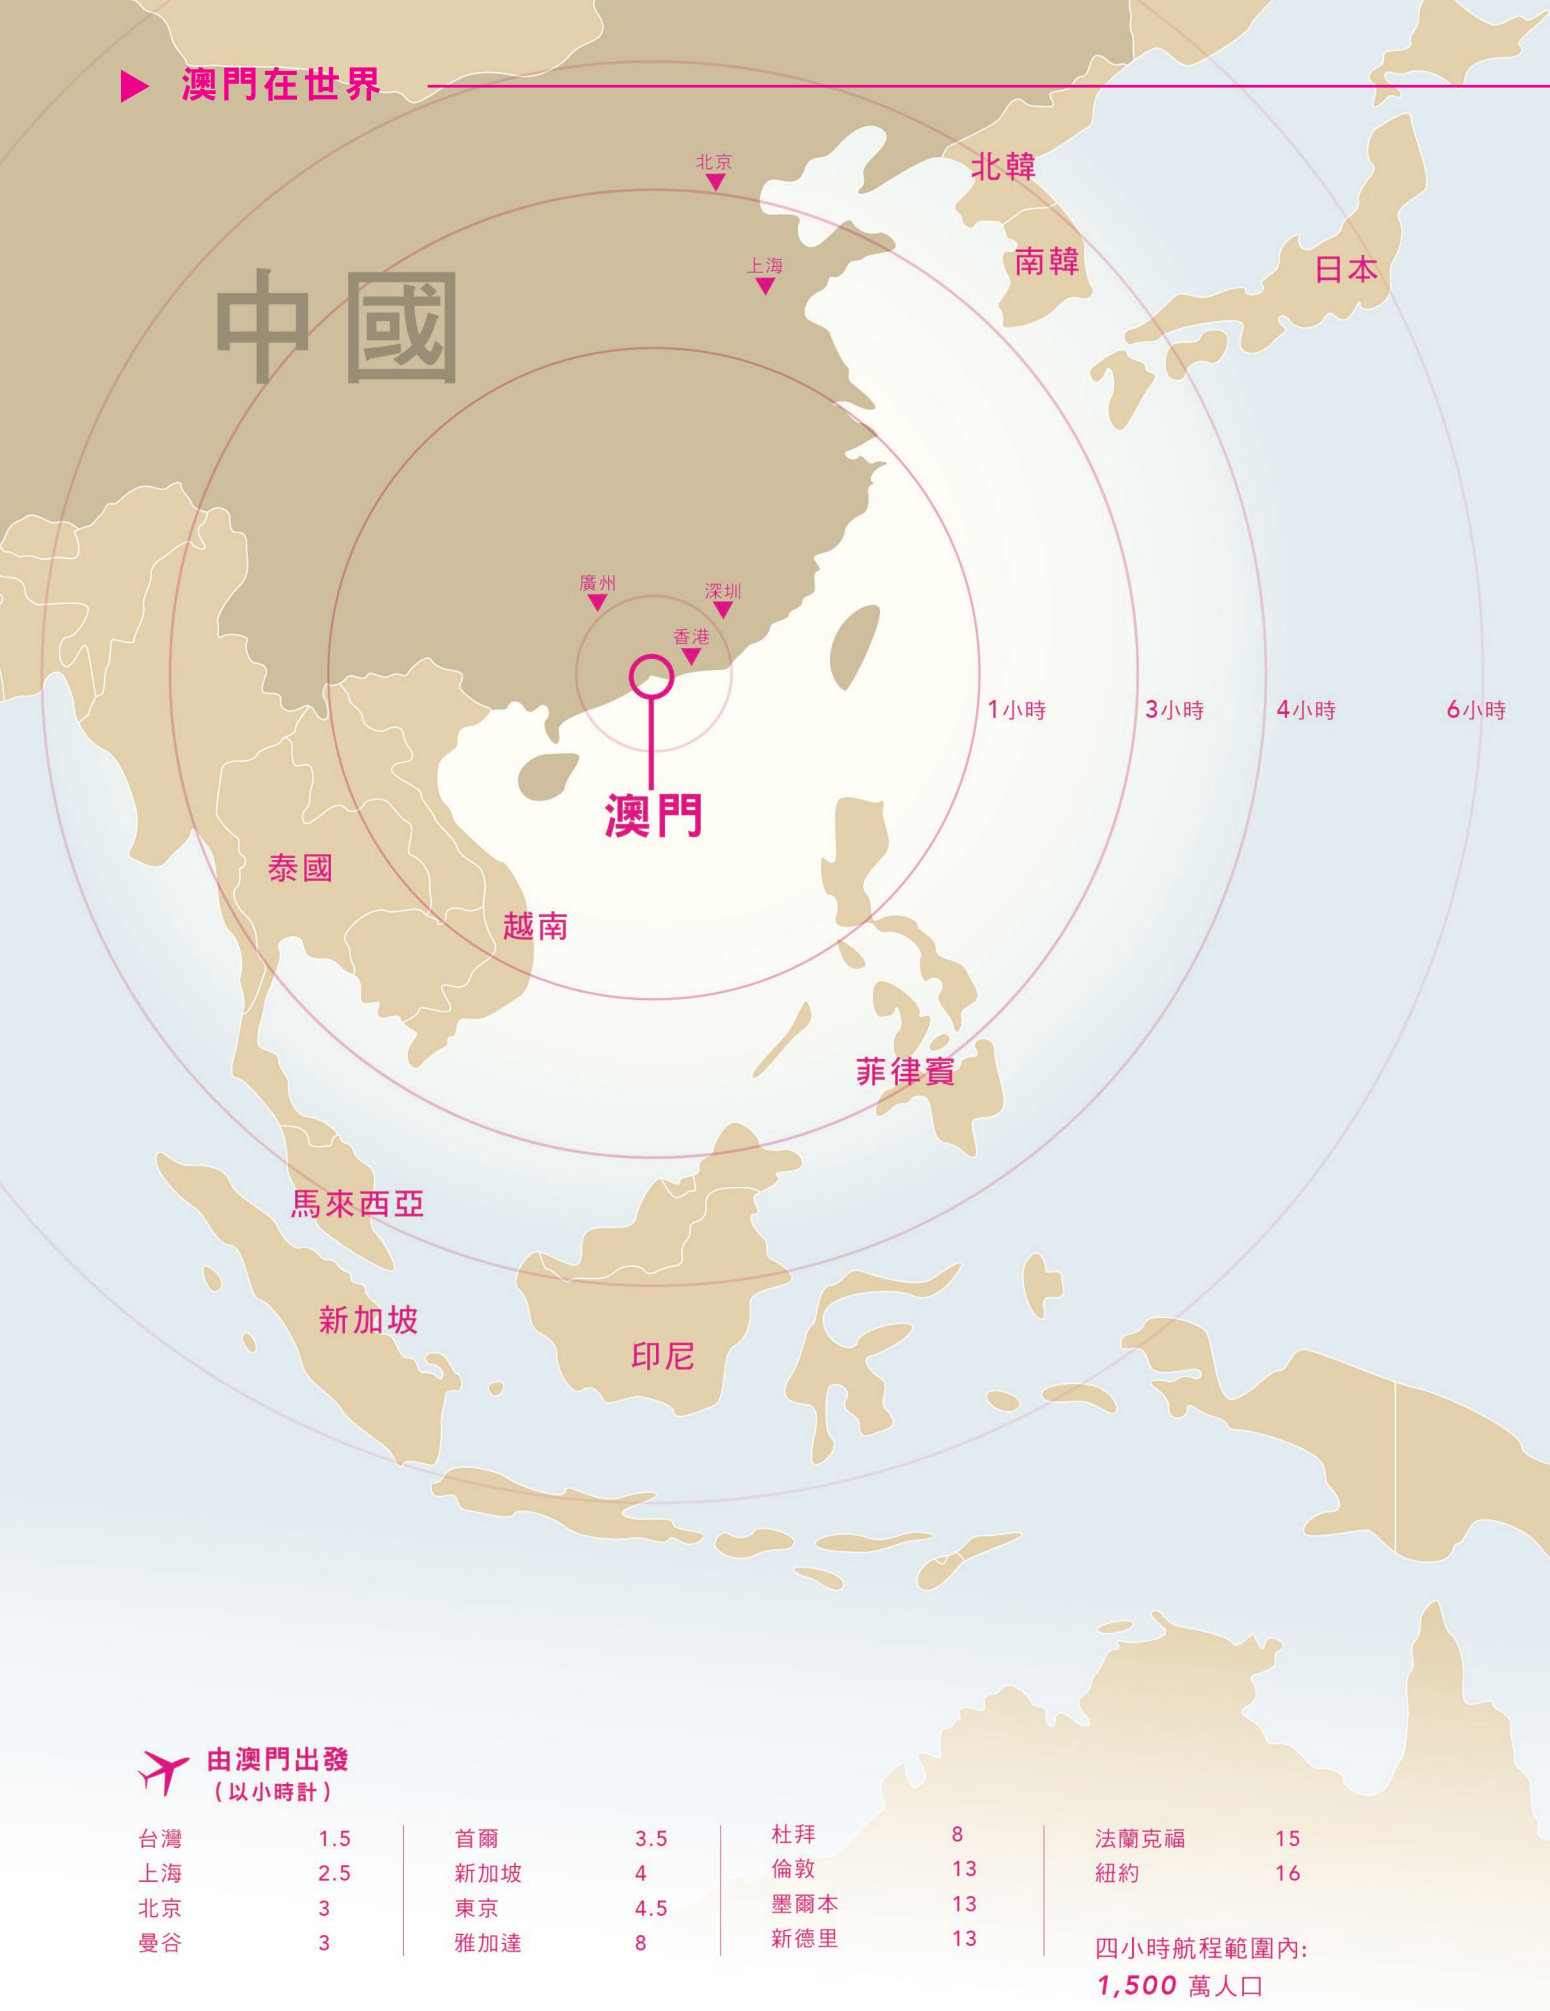 澳門在世界
北京
北韓
上海
南韓
日本
中國
廣州
深圳
香港
1小時
3小時
4小時
6小時
澳門
泰國
越南
菲律賓
馬來西亞
新加坡
印尼
由澳門出發
(以小時計)
台灣 1.5
上海 2.5
北京 3
曼谷 3
首爾 3.5
新加坡 4
東京 4.5
雅加達 8
杜拜 8
倫敦 13
墨爾本 13
新德里 13
法蘭克福 15
紐約 16
四小時航程範圍內:
1,500 萬人口